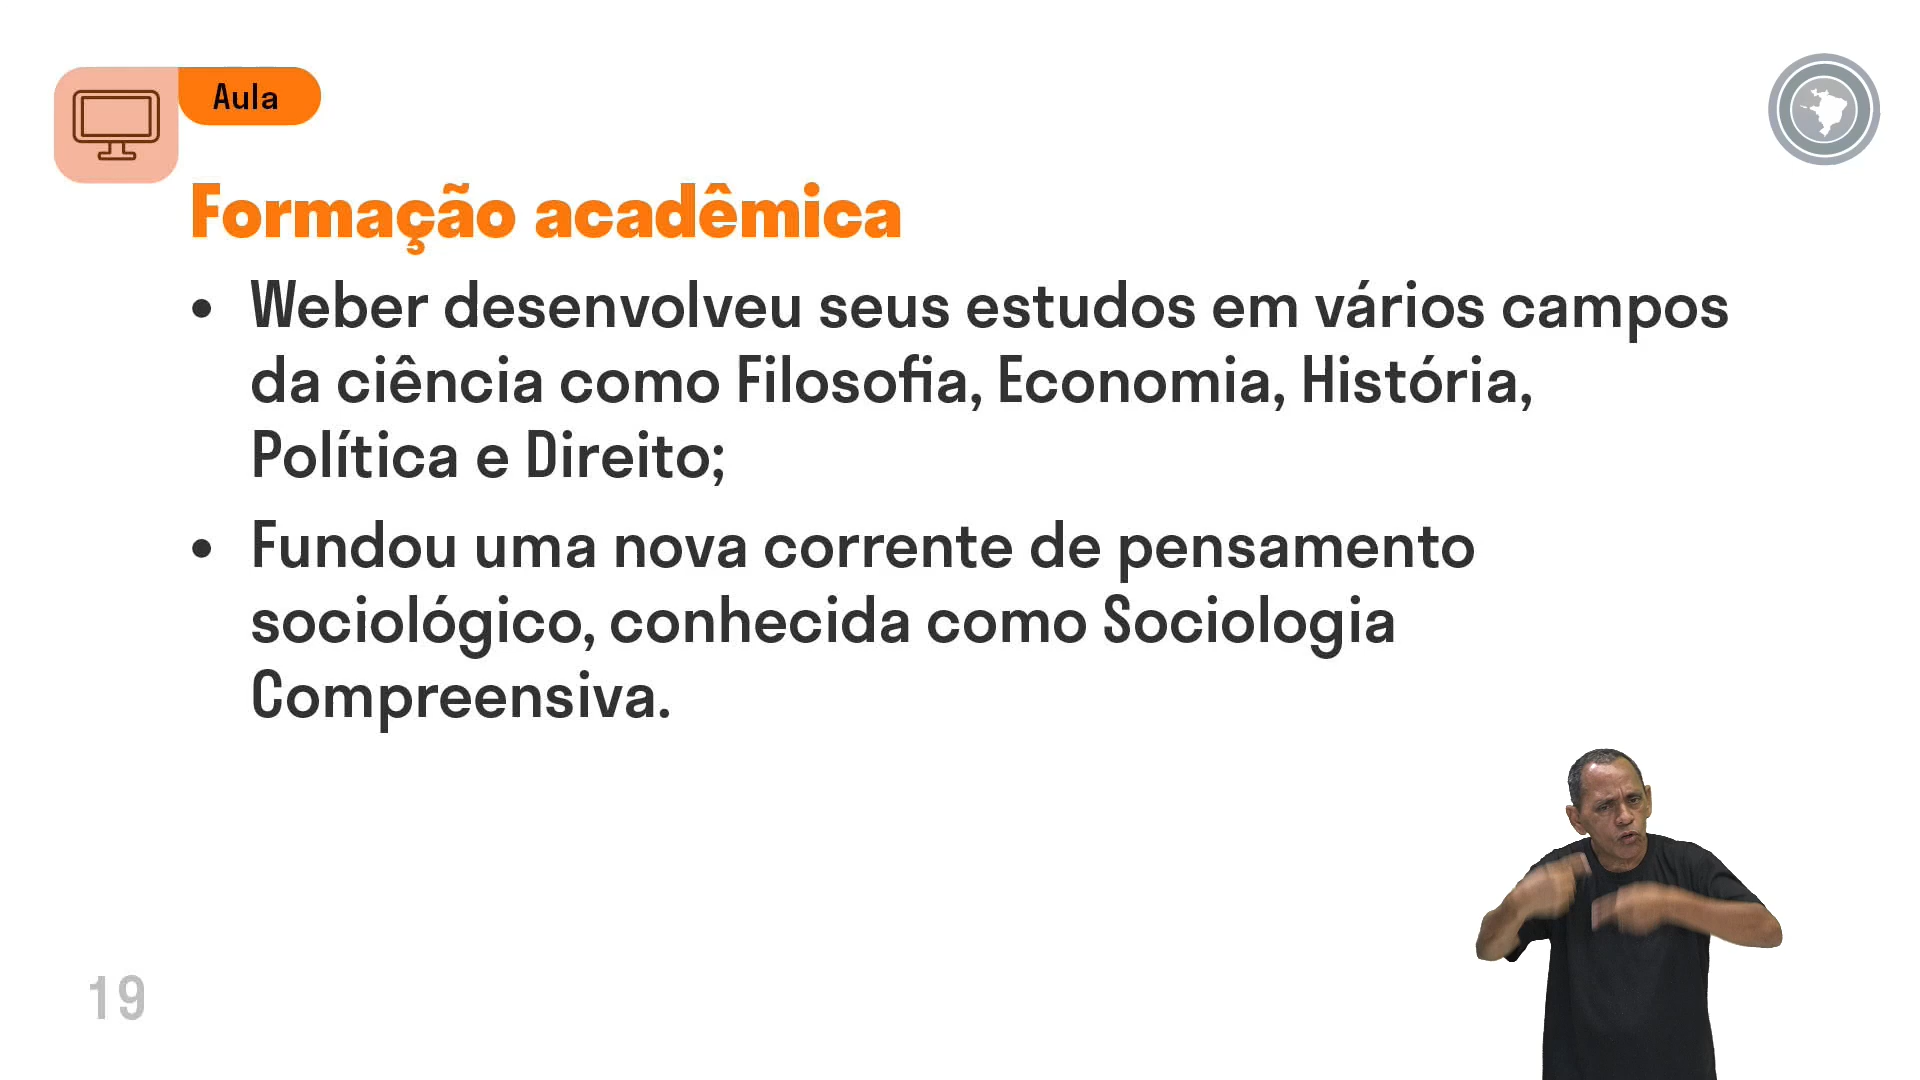 Aula
Formação acadêmica
• Weber desenvolveu seus estudos em vários campos
da ciência como Filosofia, Economia, História,
Política e Direito;
• Fundou uma nova corrente de pensamento
sociológico, conhecida como Sociologia
Compreensiva.
19